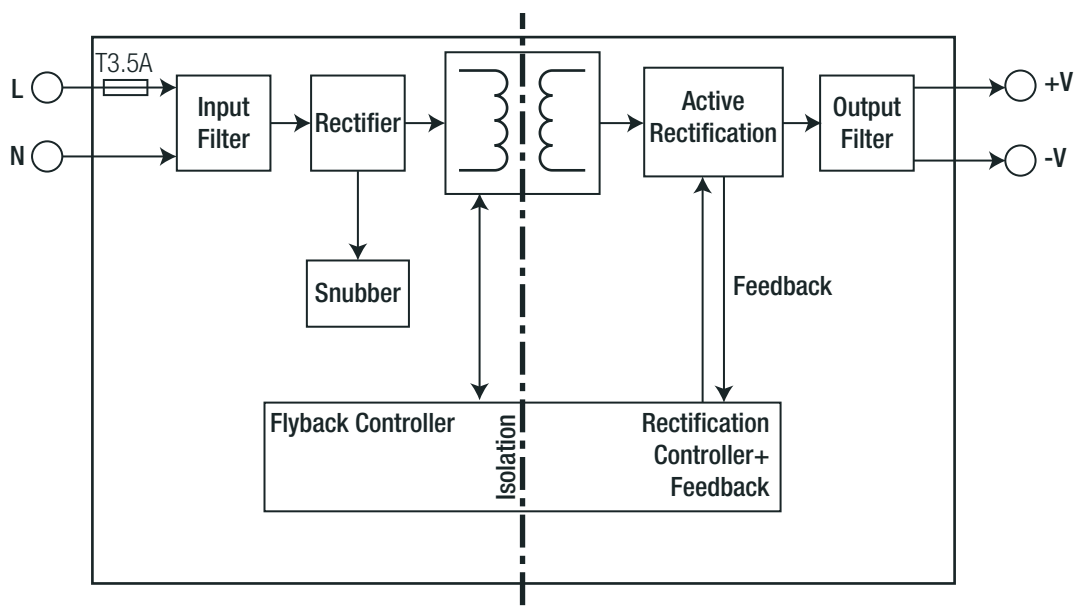 T3.5A
L
N
Input
Filter
Rectifier
Active
Rectification
Output
Filter
+V
-V
Snubber
Feedback
Flyback Controller
Isolation
Rectification
Controller+
Feedback